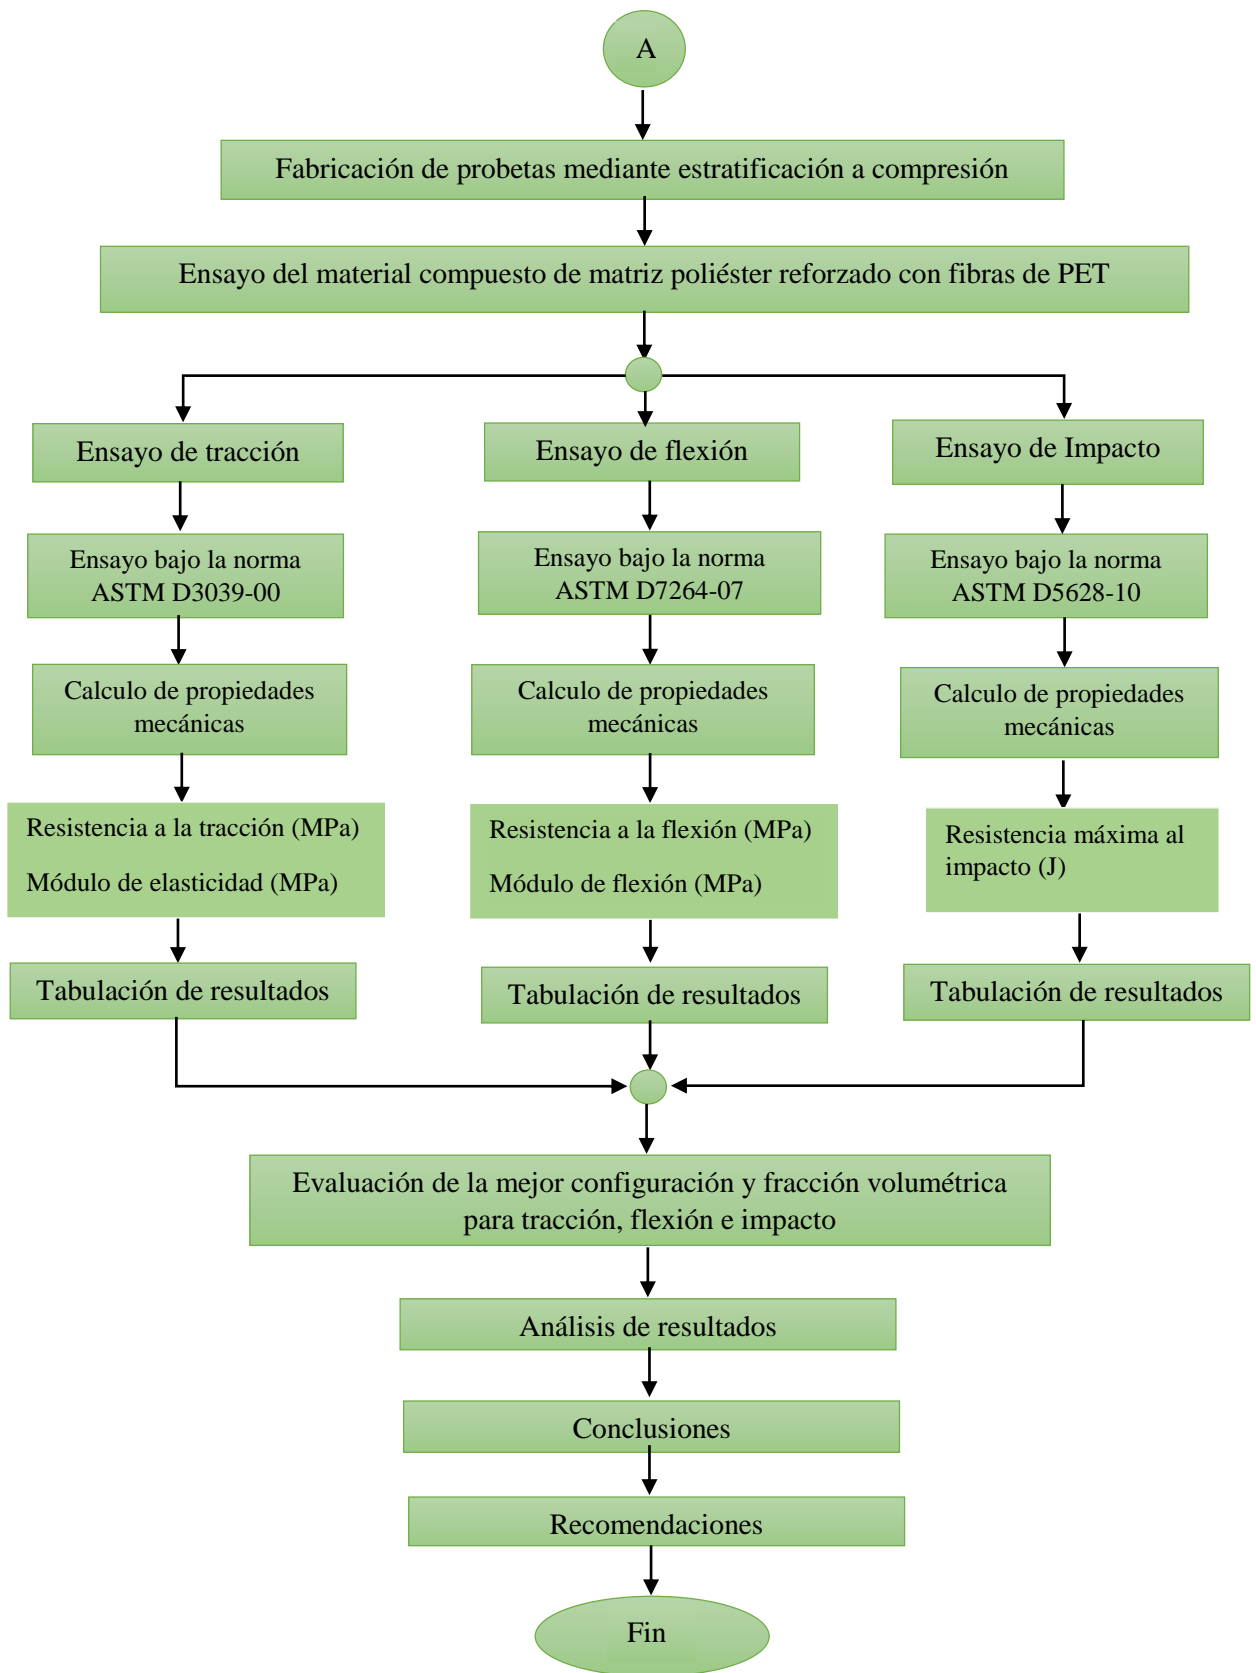 A
Fabricación de probetas mediante estratificación a compresión
Ensayo del material compuesto de matriz poliéster reforzado con fibras de PET
Ensayo de tracción
Ensayo de flexión
Ensayo de Impacto
Ensayo bajo la norma
ASTM D3039-00
Ensayo bajo la norma
ASTM D7264-07
Ensayo bajo la norma
ASTM D5628-10
Calculo de propiedades
mecánicas
Calculo de propiedades
mecánicas
Calculo de propiedades
mecánicas
Resistencia a la tracción (MPa)
Módulo de elasticidad (MPa)
Resistencia a la flexión (MPa)
Módulo de flexión (MPa)
Resistencia máxima al
impacto (J)
Tabulación de resultados
Tabulación de resultados
Tabulación de resultados
Evaluación de la mejor configuración y fracción volumétrica
para tracción, flexión e impacto
Análisis de resultados
Conclusiones
Recomendaciones
Fin